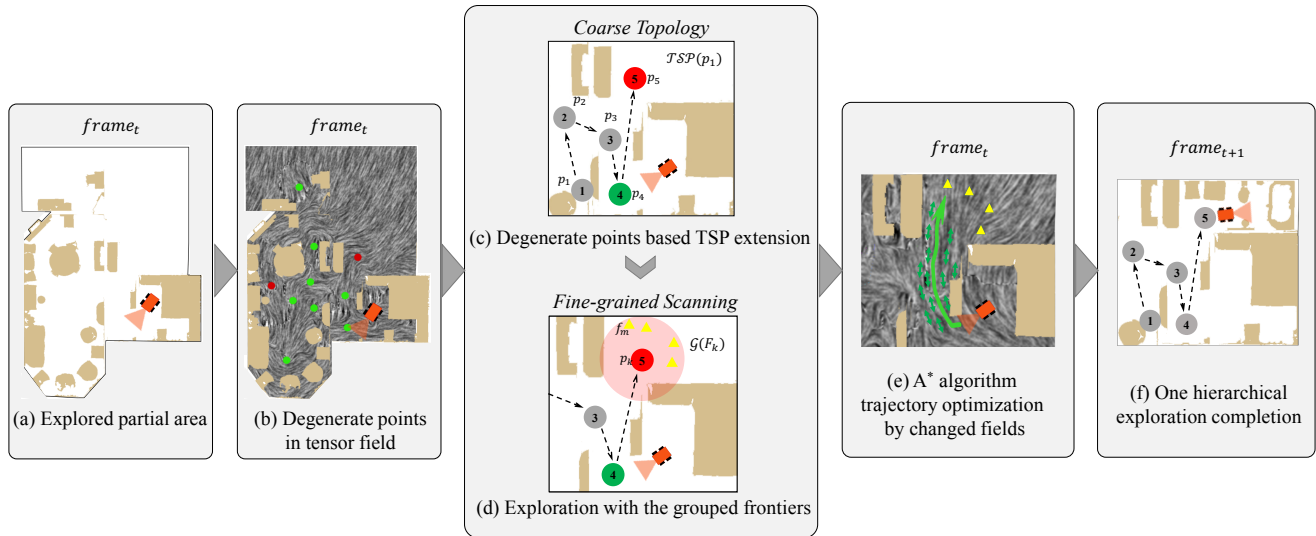 frame_t
(a) Explored partial area
frame_t
(b) Degenerate points
in tensor field
Coarse Topology
𝒯𝒮𝒫(p_1)
5
p_5
p_2
2
p_3
3
p_1
1
4
p_4
(c) Degenerate points based TSP extension
Fine-grained Scanning
f_m
𝒢(F_k)
p_k
5
3
4
(d) Exploration with the grouped frontiers
frame_t
(e) A* algorithm
trajectory optimization
by changed fields
frame_{t+1}
5
2
3
1
4
(f) One hierarchical
exploration completion